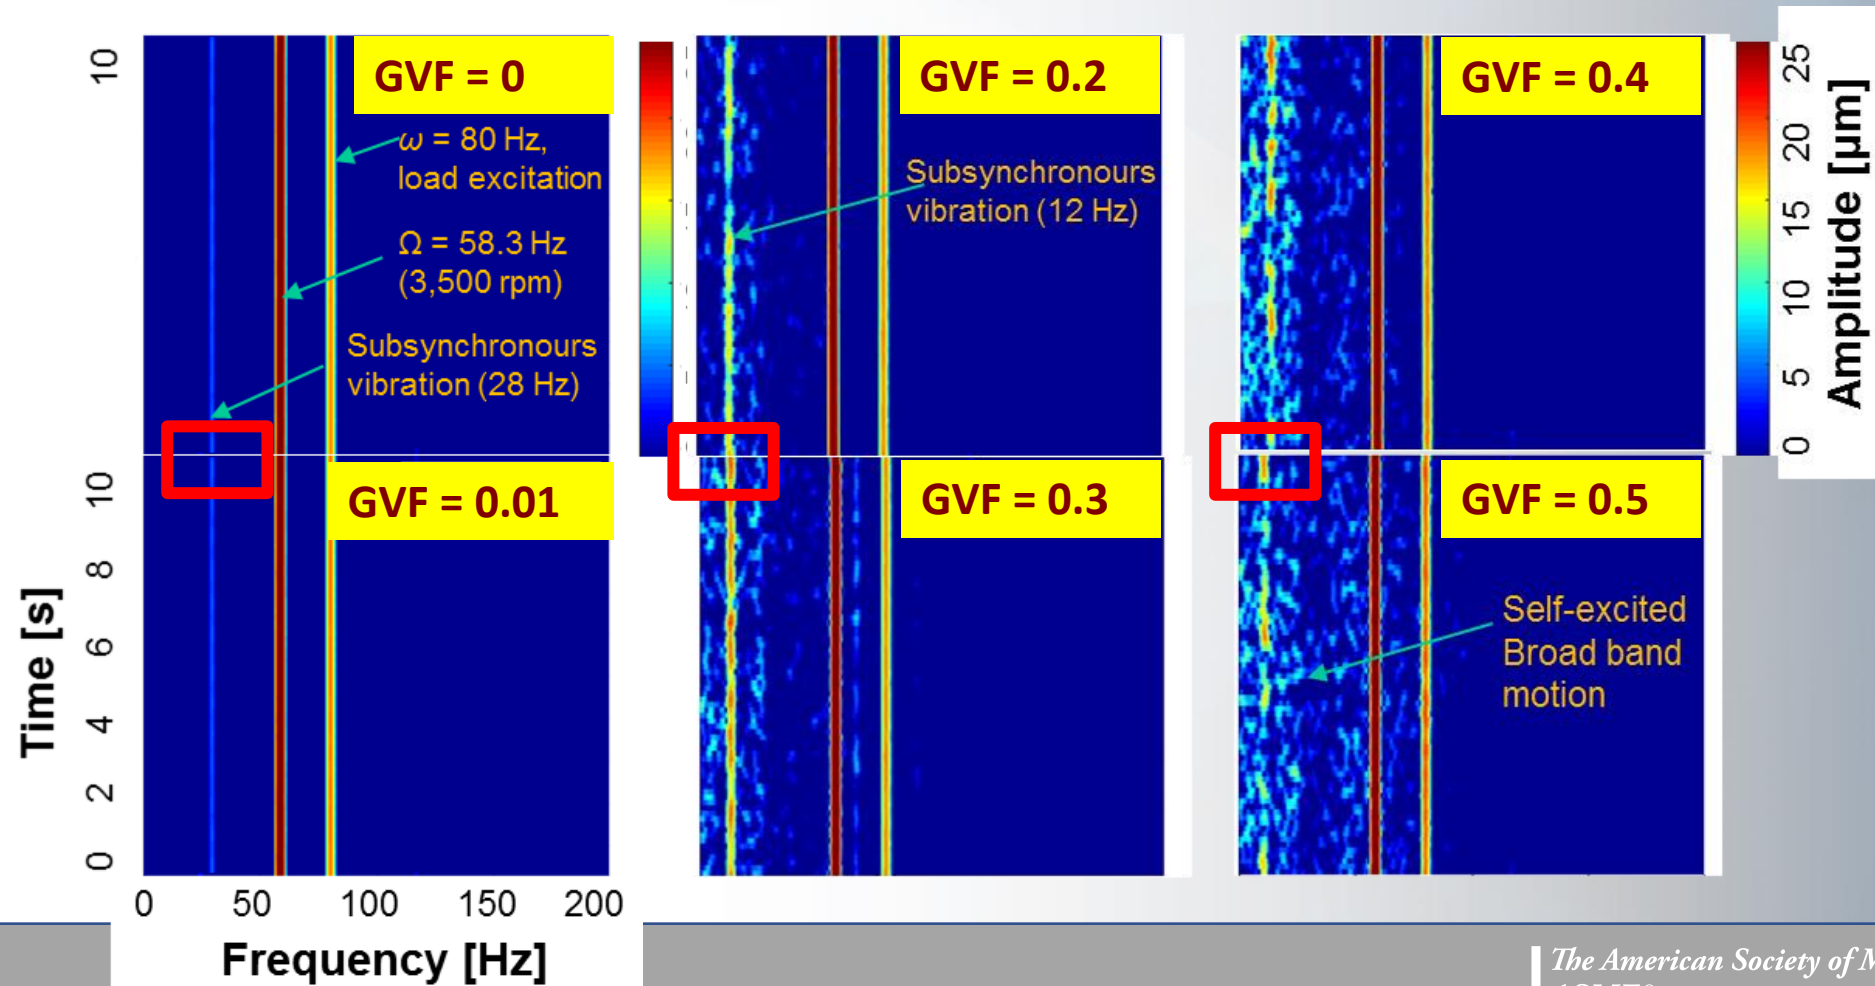 GVF = 0
ω = 80 Hz,
load excitation
Ω = 58.3 Hz
(3,500 rpm)
Subsynchronours
vibration (28 Hz)
GVF = 0.2
Subsynchronours
vibration (12 Hz)
GVF = 0.4
GVF = 0.01
GVF = 0.3
GVF = 0.5
Self-excited
Broad band
motion
10
10
8
6
4
2
0
Time [s]
0 50 100 150 200
Frequency [Hz]
25
20
15
10
5
0
Amplitude [µm]
The American Society of M